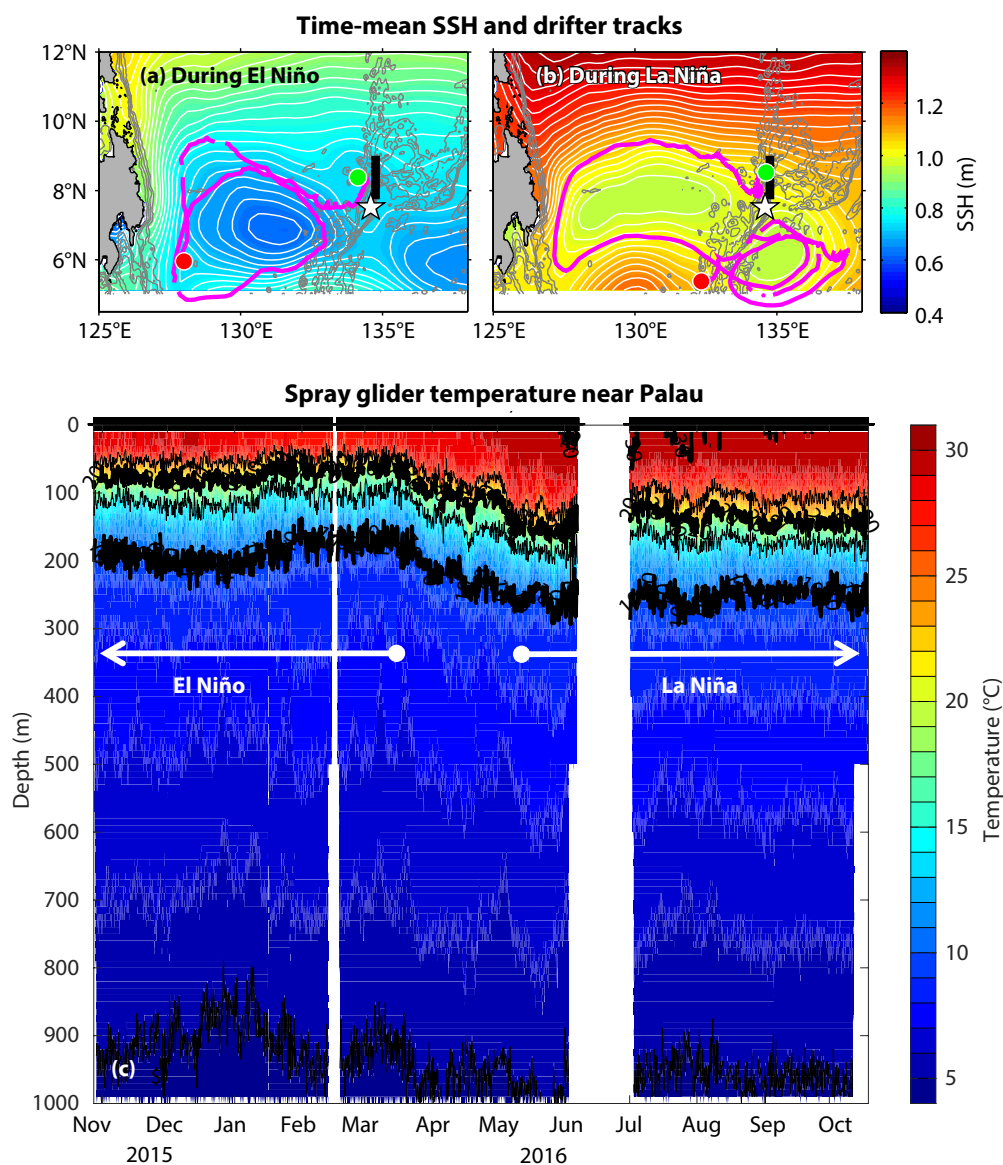 Time-mean SSH and drifter tracks
12°N
10°N
8°N
6°N
(a) During El Niño
(b) During La Niña
125°E
130°E
135°E
125°E
130°E
135°E
1.2
1.0
0.8
0.6
0.4
SSH (m)
Spray glider temperature near Palau
0
100
200
300
400
500
600
700
800
900
1000
Depth (m)
20
El Niño
La Niña
(c)
30
25
20
15
10
5
Temperature (°C)
Nov Dec Jan Feb Mar Apr May Jun Jul Aug Sep Oct
2015 2016